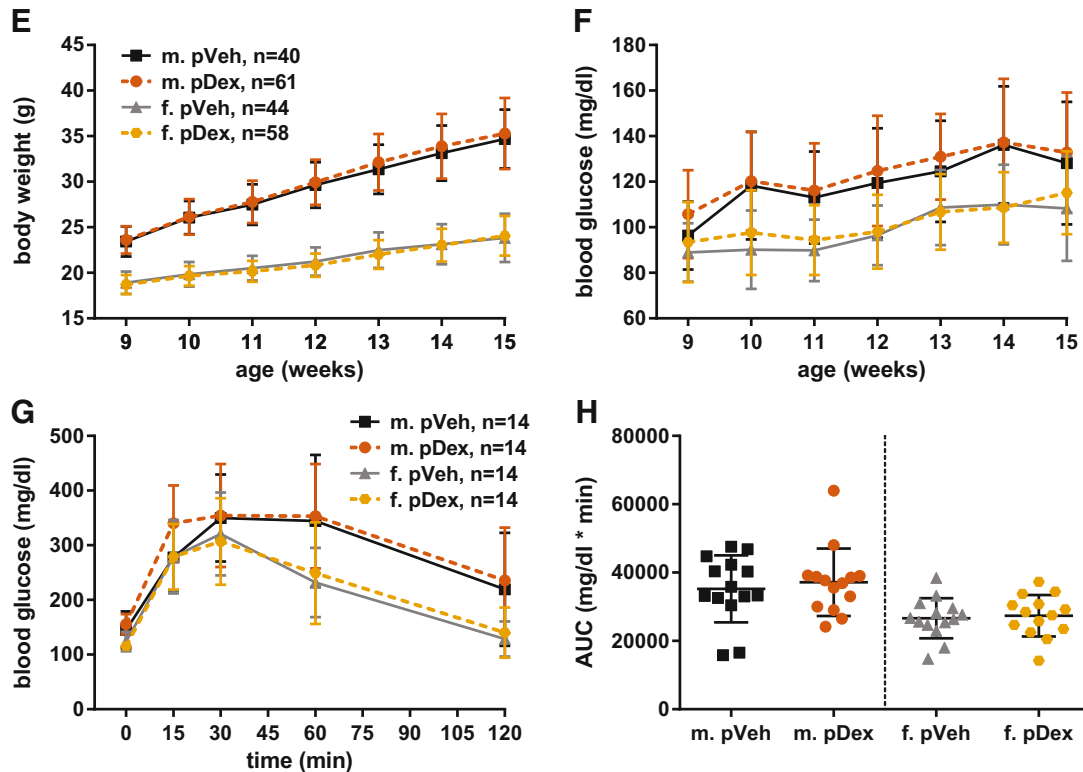 E
45
40
35
30
25
20
15
body weight (g)
m. pVeh, n=40
m. pDex, n=61
f. pVeh, n=44
f. pDex, n=58
9 10 11 12 13 14 15
age (weeks)
F
180
160
140
120
100
80
60
blood glucose (mg/dl)
9 10 11 12 13 14 15
age (weeks)
G
500
400
300
200
100
0
blood glucose (mg/dl)
m. pVeh, n=14
m. pDex, n=14
f. pVeh, n=14
f. pDex, n=14
0 15 30 45 60 75 90 105 120
time (min)
H
80000
60000
40000
20000
0
AUC (mg/dl * min)
m. pVeh m. pDex f. pVeh f. pDex